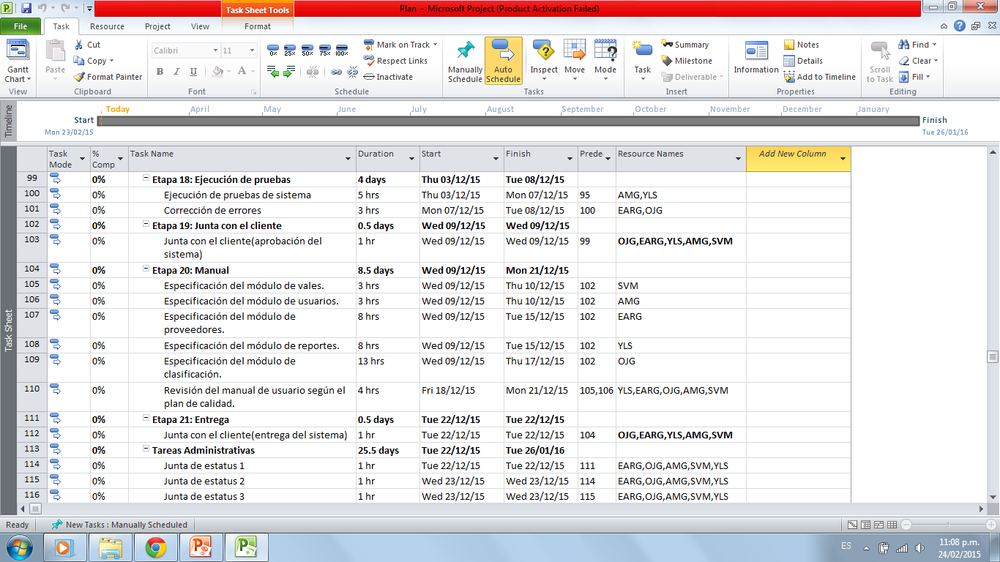 Task Sheet Tools
Plan - Microsoft Project (Product Activation Failed)
File Task Resource Project View Format
Gantt Chart
View
Paste
Cut
Copy
Format Painter
Clipboard
Calibri 11
B I U A
Font
0% 25% 50% 75% 100%
Mark on Track
Respect Links
Inactivate
Schedule
Manually Schedule
Auto Schedule
Inspect
Move
Mode
Tasks
Task
Summary
Milestone
Deliverable
Insert
Information
Notes
Details
Add to Timeline
Properties
Scroll to Task
Find
Clear
Fill
Editing
Timeline
Today April May June July August September October November December January
Start
Mon 23/02/15
Finish
Tue 26/01/16
Task Sheet
Task Mode % Comp Task Name Duration Start Finish Prede Resource Names Add New Column
99 0% Etapa 18: Ejecución de pruebas 4 days Thu 03/12/15 Tue 08/12/15
100 0% Ejecución de pruebas de sistema 5 hrs Thu 03/12/15 Mon 07/12/15 95 AMG,YLS
101 0% Corrección de errores 3 hrs Mon 07/12/15 Tue 08/12/15 100 EARG,OJG
102 0% Etapa 19: Junta con el cliente 0.5 days Wed 09/12/15 Wed 09/12/15
103 0% Junta con el cliente(aprobación del 1 hr Wed 09/12/15 Wed 09/12/15 99 OJG,EARG,YLS,AMG,SVM
sistema)
104 0% Etapa 20: Manual 8.5 days Wed 09/12/15 Mon 21/12/15
105 0% Especificación del módulo de vales. 3 hrs Wed 09/12/15 Thu 10/12/15 102 SVM
106 0% Especificación del módulo de usuarios. 3 hrs Wed 09/12/15 Thu 10/12/15 102 AMG
107 0% Especificación del módulo de 8 hrs Wed 09/12/15 Tue 15/12/15 102 EARG
proveedores.
108 0% Especificación del módulo de reportes. 8 hrs Wed 09/12/15 Tue 15/12/15 102 YLS
109 0% Especificación del módulo de 13 hrs Wed 09/12/15 Thu 17/12/15 102 OJG
clasificación.
110 0% Revisión del manual de usuario según el 4 hrs Fri 18/12/15 Mon 21/12/15 105,106, YLS,EARG,OJG,AMG,SVM
plan de calidad.
111 0% Etapa 21: Entrega 0.5 days Tue 22/12/15 Tue 22/12/15
112 0% Junta con el cliente(entrega del sistema) 1 hr Tue 22/12/15 Tue 22/12/15 104 OJG,EARG,YLS,AMG,SVM
113 0% Tareas Administrativas 25.5 days Tue 22/12/15 Tue 26/01/16
114 0% Junta de estatus 1 1 hr Tue 22/12/15 Tue 22/12/15 111 EARG,OJG,AMG,SVM,YLS
115 0% Junta de estatus 2 1 hr Wed 23/12/15 Wed 23/12/15 114 EARG,OJG,AMG,SVM,YLS
116 0% Junta de estatus 3 1 hr Wed 23/12/15 Wed 23/12/15 115 EARG,OJG,AMG,SVM,YLS
Ready New Tasks : Manually Scheduled
ES
11:08 p.m.
24/02/2015